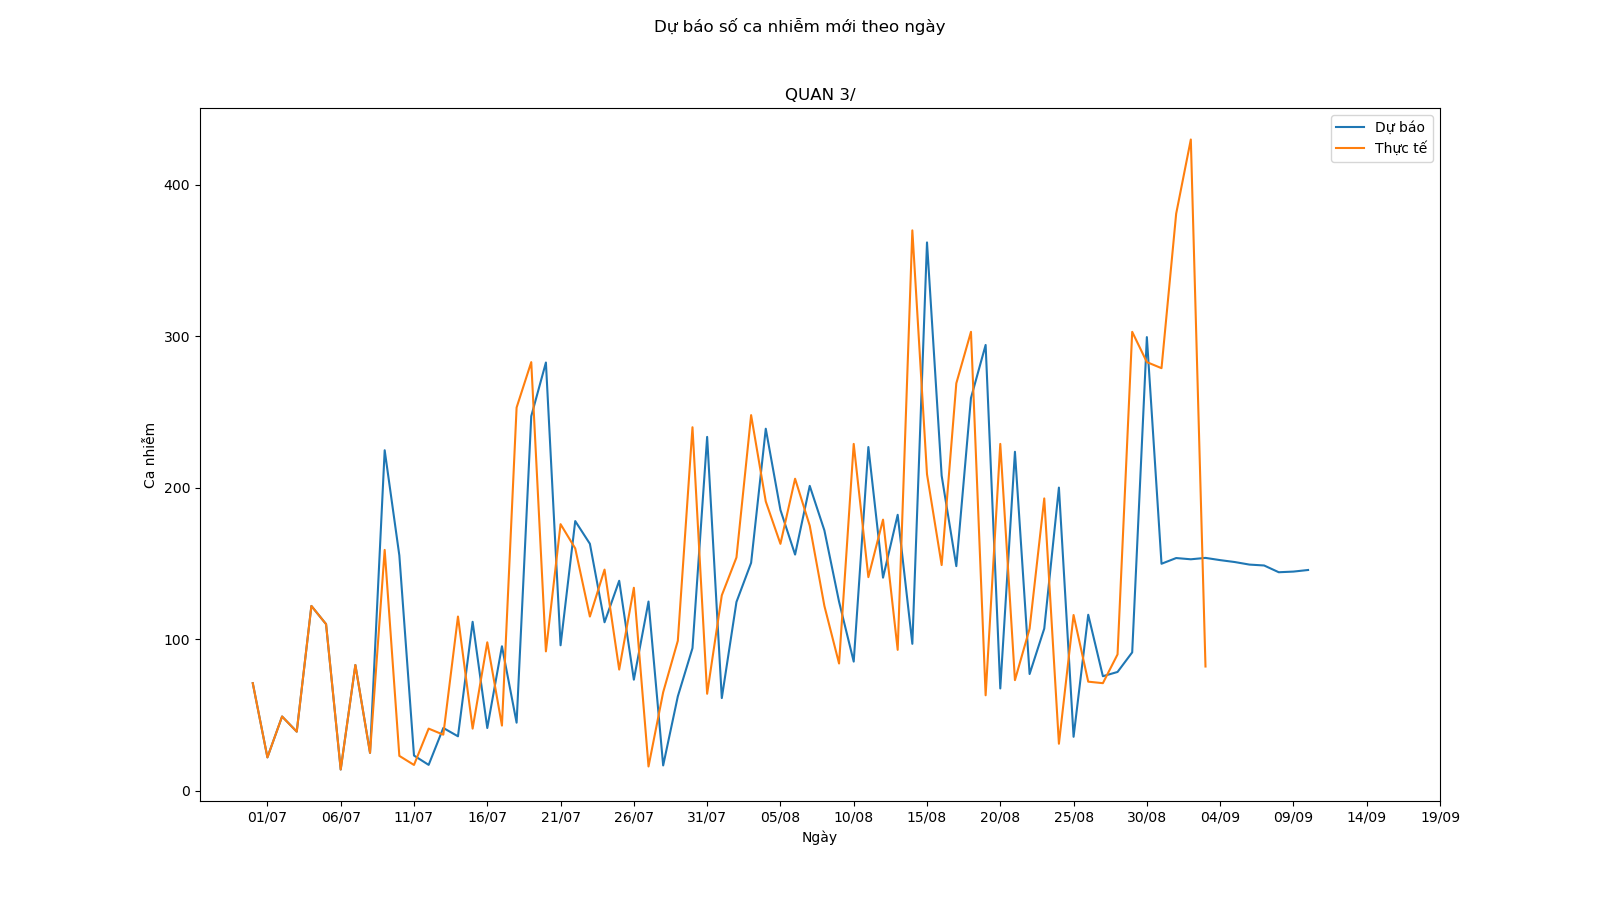 Dự báo số ca nhiễm mới theo ngày
QUAN 3/
Dự báo
Thực tế
400
300
200
100
0
Ca nhiễm
01/07 06/07 11/07 16/07 21/07 26/07 31/07 05/08 10/08 15/08 20/08 25/08 30/08 04/09 09/09 14/09 19/09
Ngày